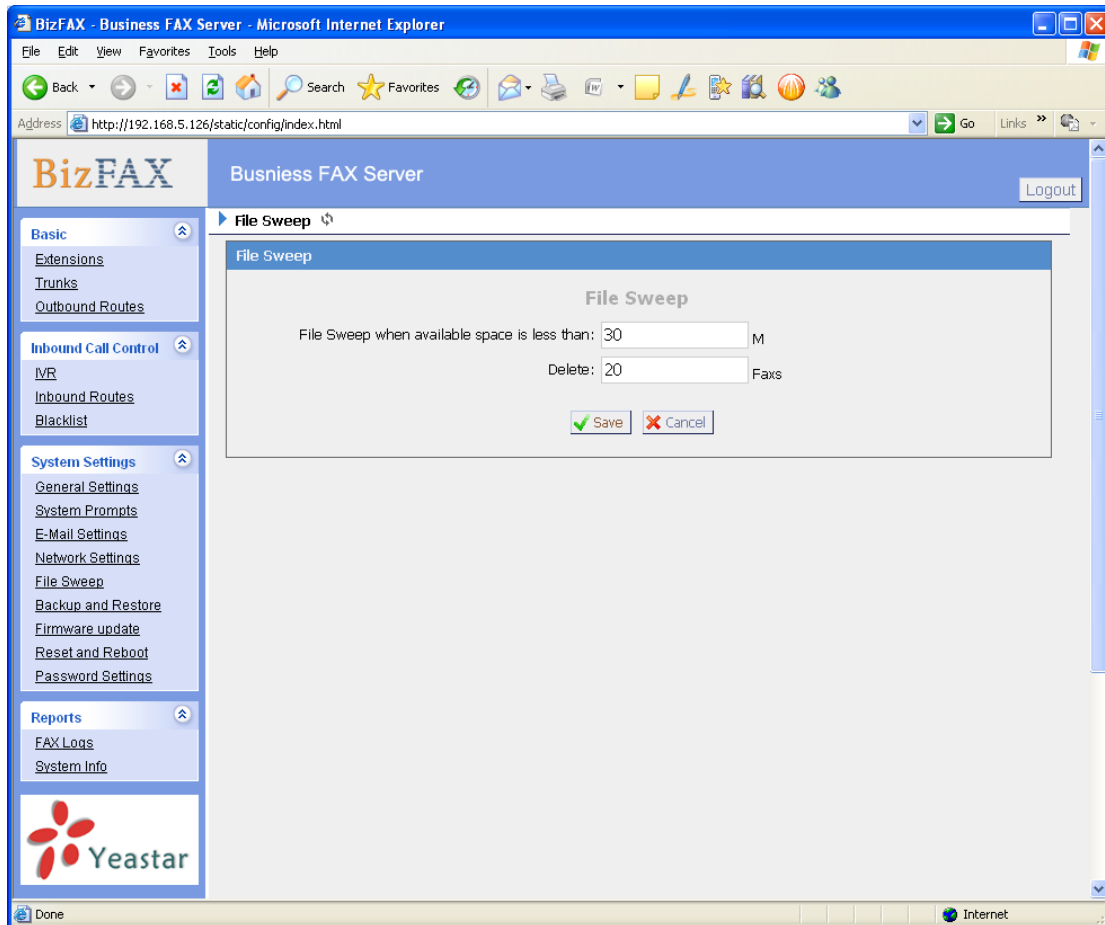 BizFAX - Business FAX Server - Microsoft Internet Explorer
File Edit View Favorites Tools Help
Back Search Favorites
Address http://192.168.5.126/static/config/index.html Go Links »
BizFAX
Busniess FAX Server
Logout
File Sweep
Basic
Extensions
Trunks
Outbound Routes
Inbound Call Control
IVR
Inbound Routes
Blacklist
System Settings
General Settings
System Prompts
E-Mail Settings
Network Settings
File Sweep
Backup and Restore
Firmware update
Reset and Reboot
Password Settings
Reports
FAX Logs
System Info
Yeastar
File Sweep
File Sweep
File Sweep when available space is less than: 30 M
Delete: 20 Faxs
Save Cancel
Done Internet